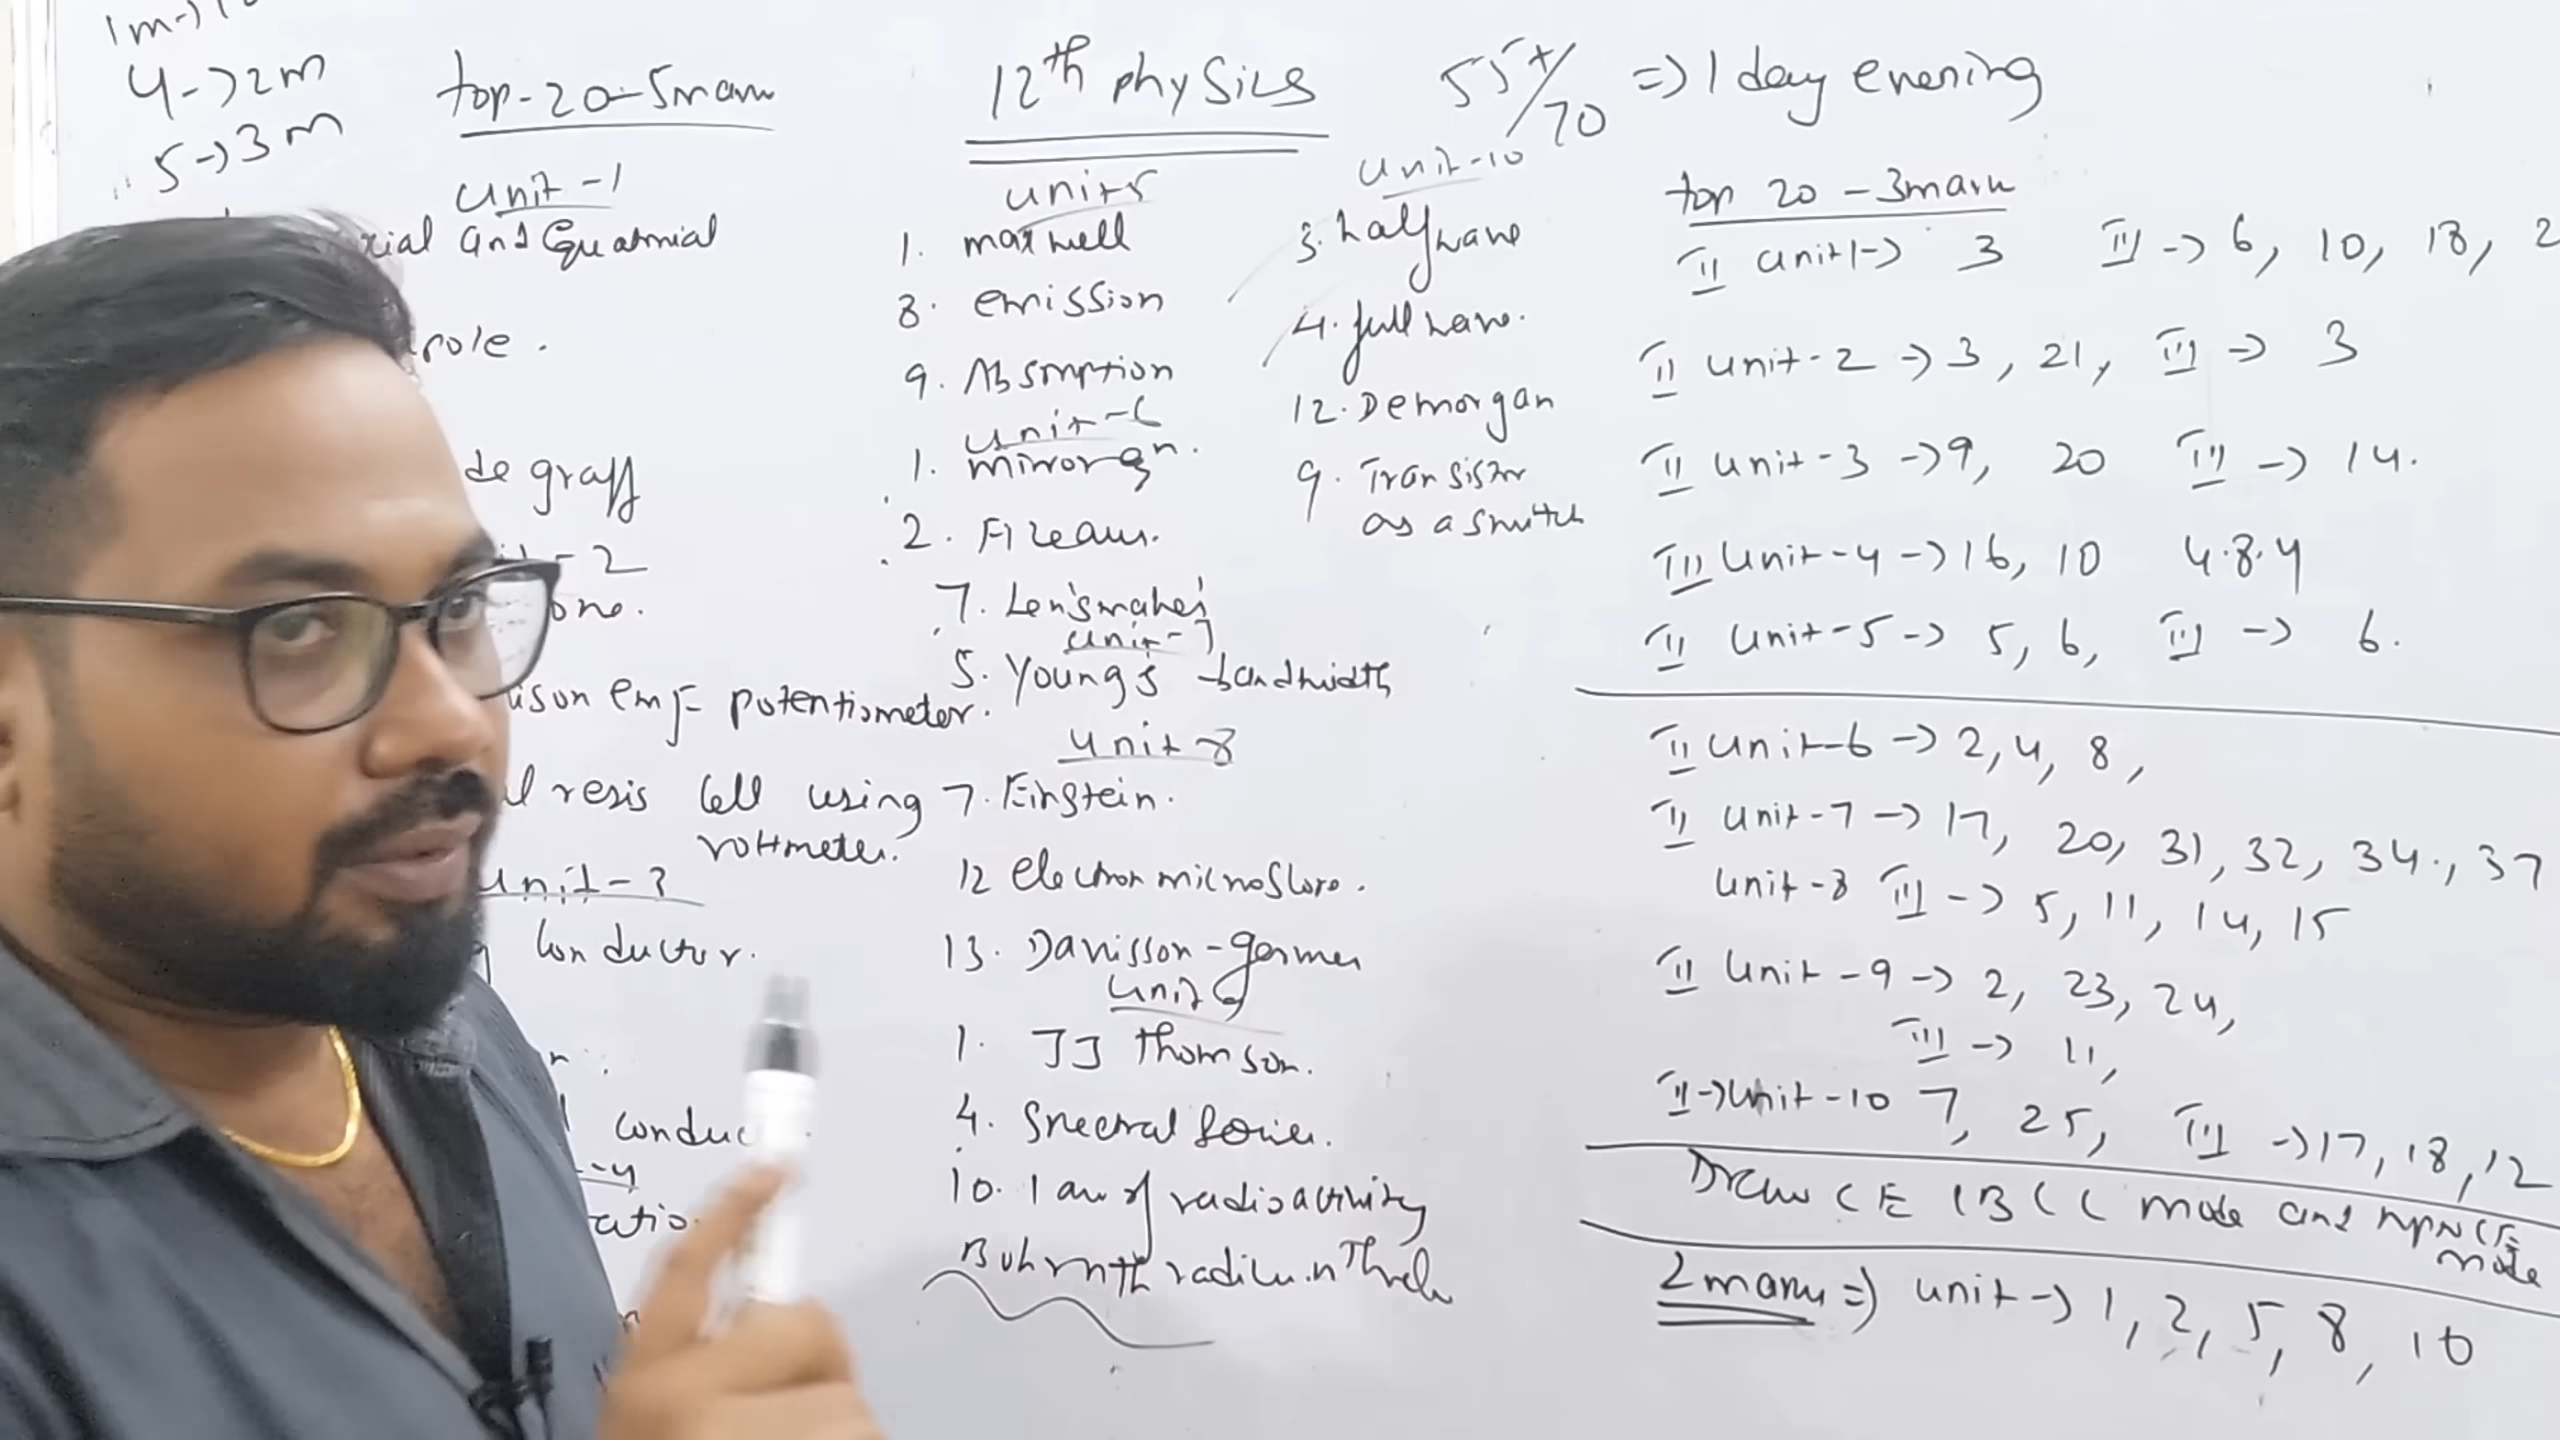 4->2m
5->3m
top-20-5mark
unit-1
and Equatorial
pole.
de graff
-2
emf potentiometer.
resis cell using
voltmeter.
unit-3
conductor.
12th physics
55+/70 => 1 day evening
unit5
1. maxwell
8. emission
9. Absorption
unit-6
1. mirror eqn.
2. Fizeau.
7. Len'smaker
unit-7
5. Young's bandwidth
unit 8
7. Einstein.
12 electron microscope.
13. Davisson-germer
unit 9
1. JJ Thomson.
4. Spectral series.
10. law of radioactivity
Bohr nth radius nth
unit-10
3. halfwave
4. full wave.
12. Demorgan
9. Transistor
as a switch
top 20 - 3mark
II unit1-> 3 III -> 6, 10, 18, 2
II unit-2 -> 3, 21, III -> 3
II unit-3 ->9, 20 III -> 14.
III unit-4 ->16, 10 4.8.4
II unit-5-> 5, 6, III -> 6.
II unit-6 -> 2, 4, 8,
II unit-7 -> 17, 20, 31, 32, 34, 37
unit-8 III -> 5, 11, 14, 15
II unit-9 -> 2, 23, 24,
III -> 11,
II->unit-10 7, 25, III ->17, 18, 12
Draw CE CB CC mode and NPN CE
mode
2mark => unit -> 1, 2, 5, 8, 10